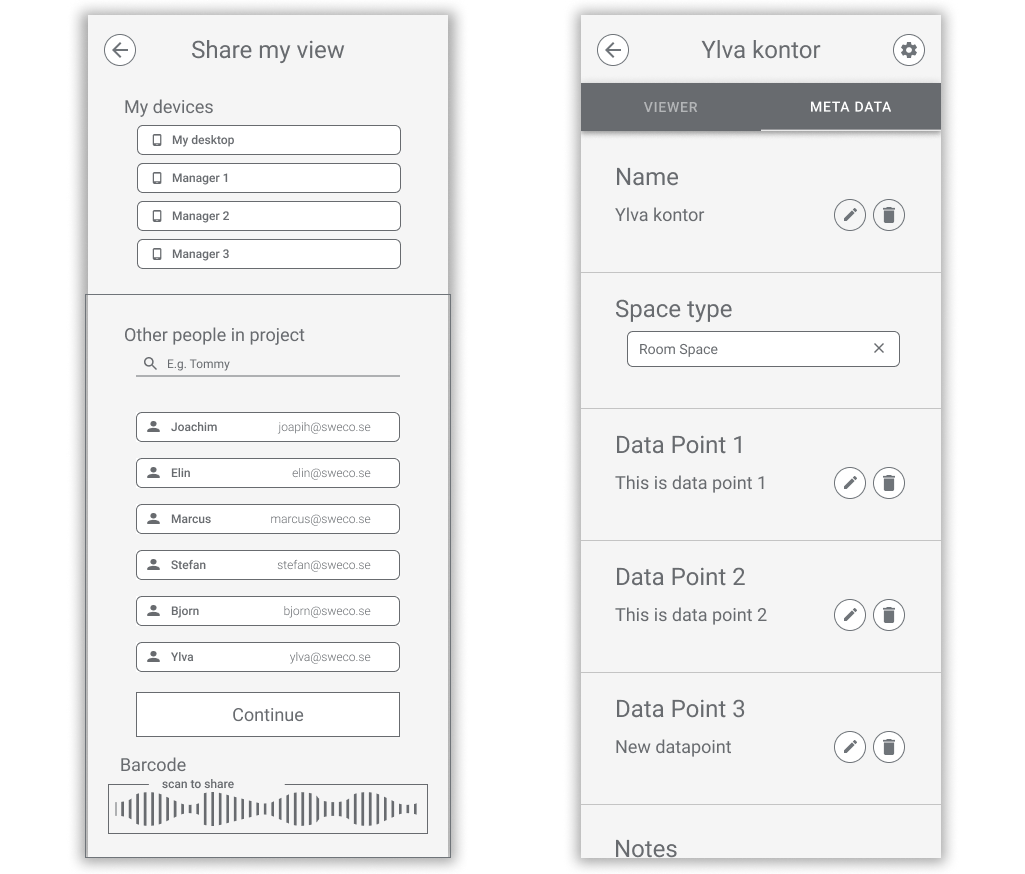 Share my view
My devices
My desktop
Manager 1
Manager 2
Manager 3
Other people in project
E.g. Tommy
Joachim joapih@sweco.se
Elin elin@sweco.se
Marcus marcus@sweco.se
Stefan stefan@sweco.se
Bjorn bjorn@sweco.se
Ylva ylva@sweco.se
Continue
Barcode
scan to share
Ylva kontor
VIEWER META DATA
Name
Ylva kontor
Space type
Room Space
Data Point 1
This is data point 1
Data Point 2
This is data point 2
Data Point 3
New datapoint
Notes